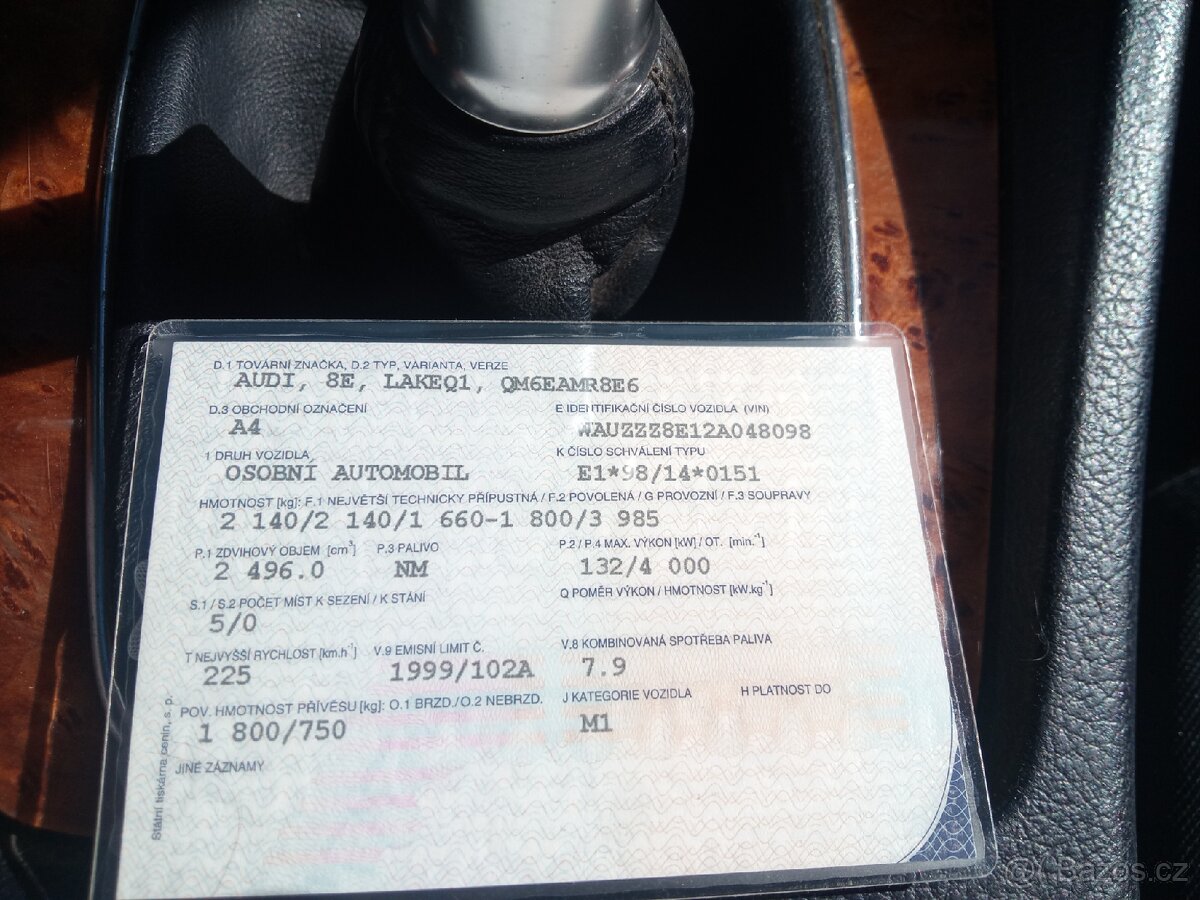 D.1 TOVÁRNÍ ZNAČKA, D.2 TYP, VARIANTA, VERZE
AUDI, 8E, LAKEQ1, QM6EAMR8E6
D.3 OBCHODNÍ OZNAČENÍ E IDENTIFIKAČNÍ ČÍSLO VOZIDLA (VIN)
A4 WAUZZZ8E12A048098
1 DRUH VOZIDLA K ČÍSLO SCHVÁLENÍ TYPU
OSOBNÍ AUTOMOBIL E1*98/14*0151
HMOTNOST [kg]: F.1 NEJVĚTŠÍ TECHNICKY PŘÍPUSTNÁ / F.2 POVOLENÁ / G PROVOZNÍ / F.3 SOUPRAVY
2 140/2 140/1 660-1 800/3 985
P.1 ZDVIHOVÝ OBJEM [cm³] P.3 PALIVO P.2 / P.4 MAX. VÝKON [kW] / OT. [min.⁻¹]
2 496.0 NM 132/4 000
S.1 / S.2 POČET MÍST K SEZENÍ / K STÁNÍ Q POMĚR VÝKON / HMOTNOST [kW.kg⁻¹]
5/0
T NEJVYŠŠÍ RYCHLOST [km.h⁻¹] V.9 EMISNÍ LIMIT Č. V.8 KOMBINOVANÁ SPOTŘEBA PALIVA
225 1999/102A 7.9
POV. HMOTNOST PŘÍVĚSU [kg]: O.1 BRZD./O.2 NEBRZD. J KATEGORIE VOZIDLA H PLATNOST DO
1 800/750 M1
JINÉ ZÁZNAMY
Státní tiskárna cenin, s. p.
Bazos.cz